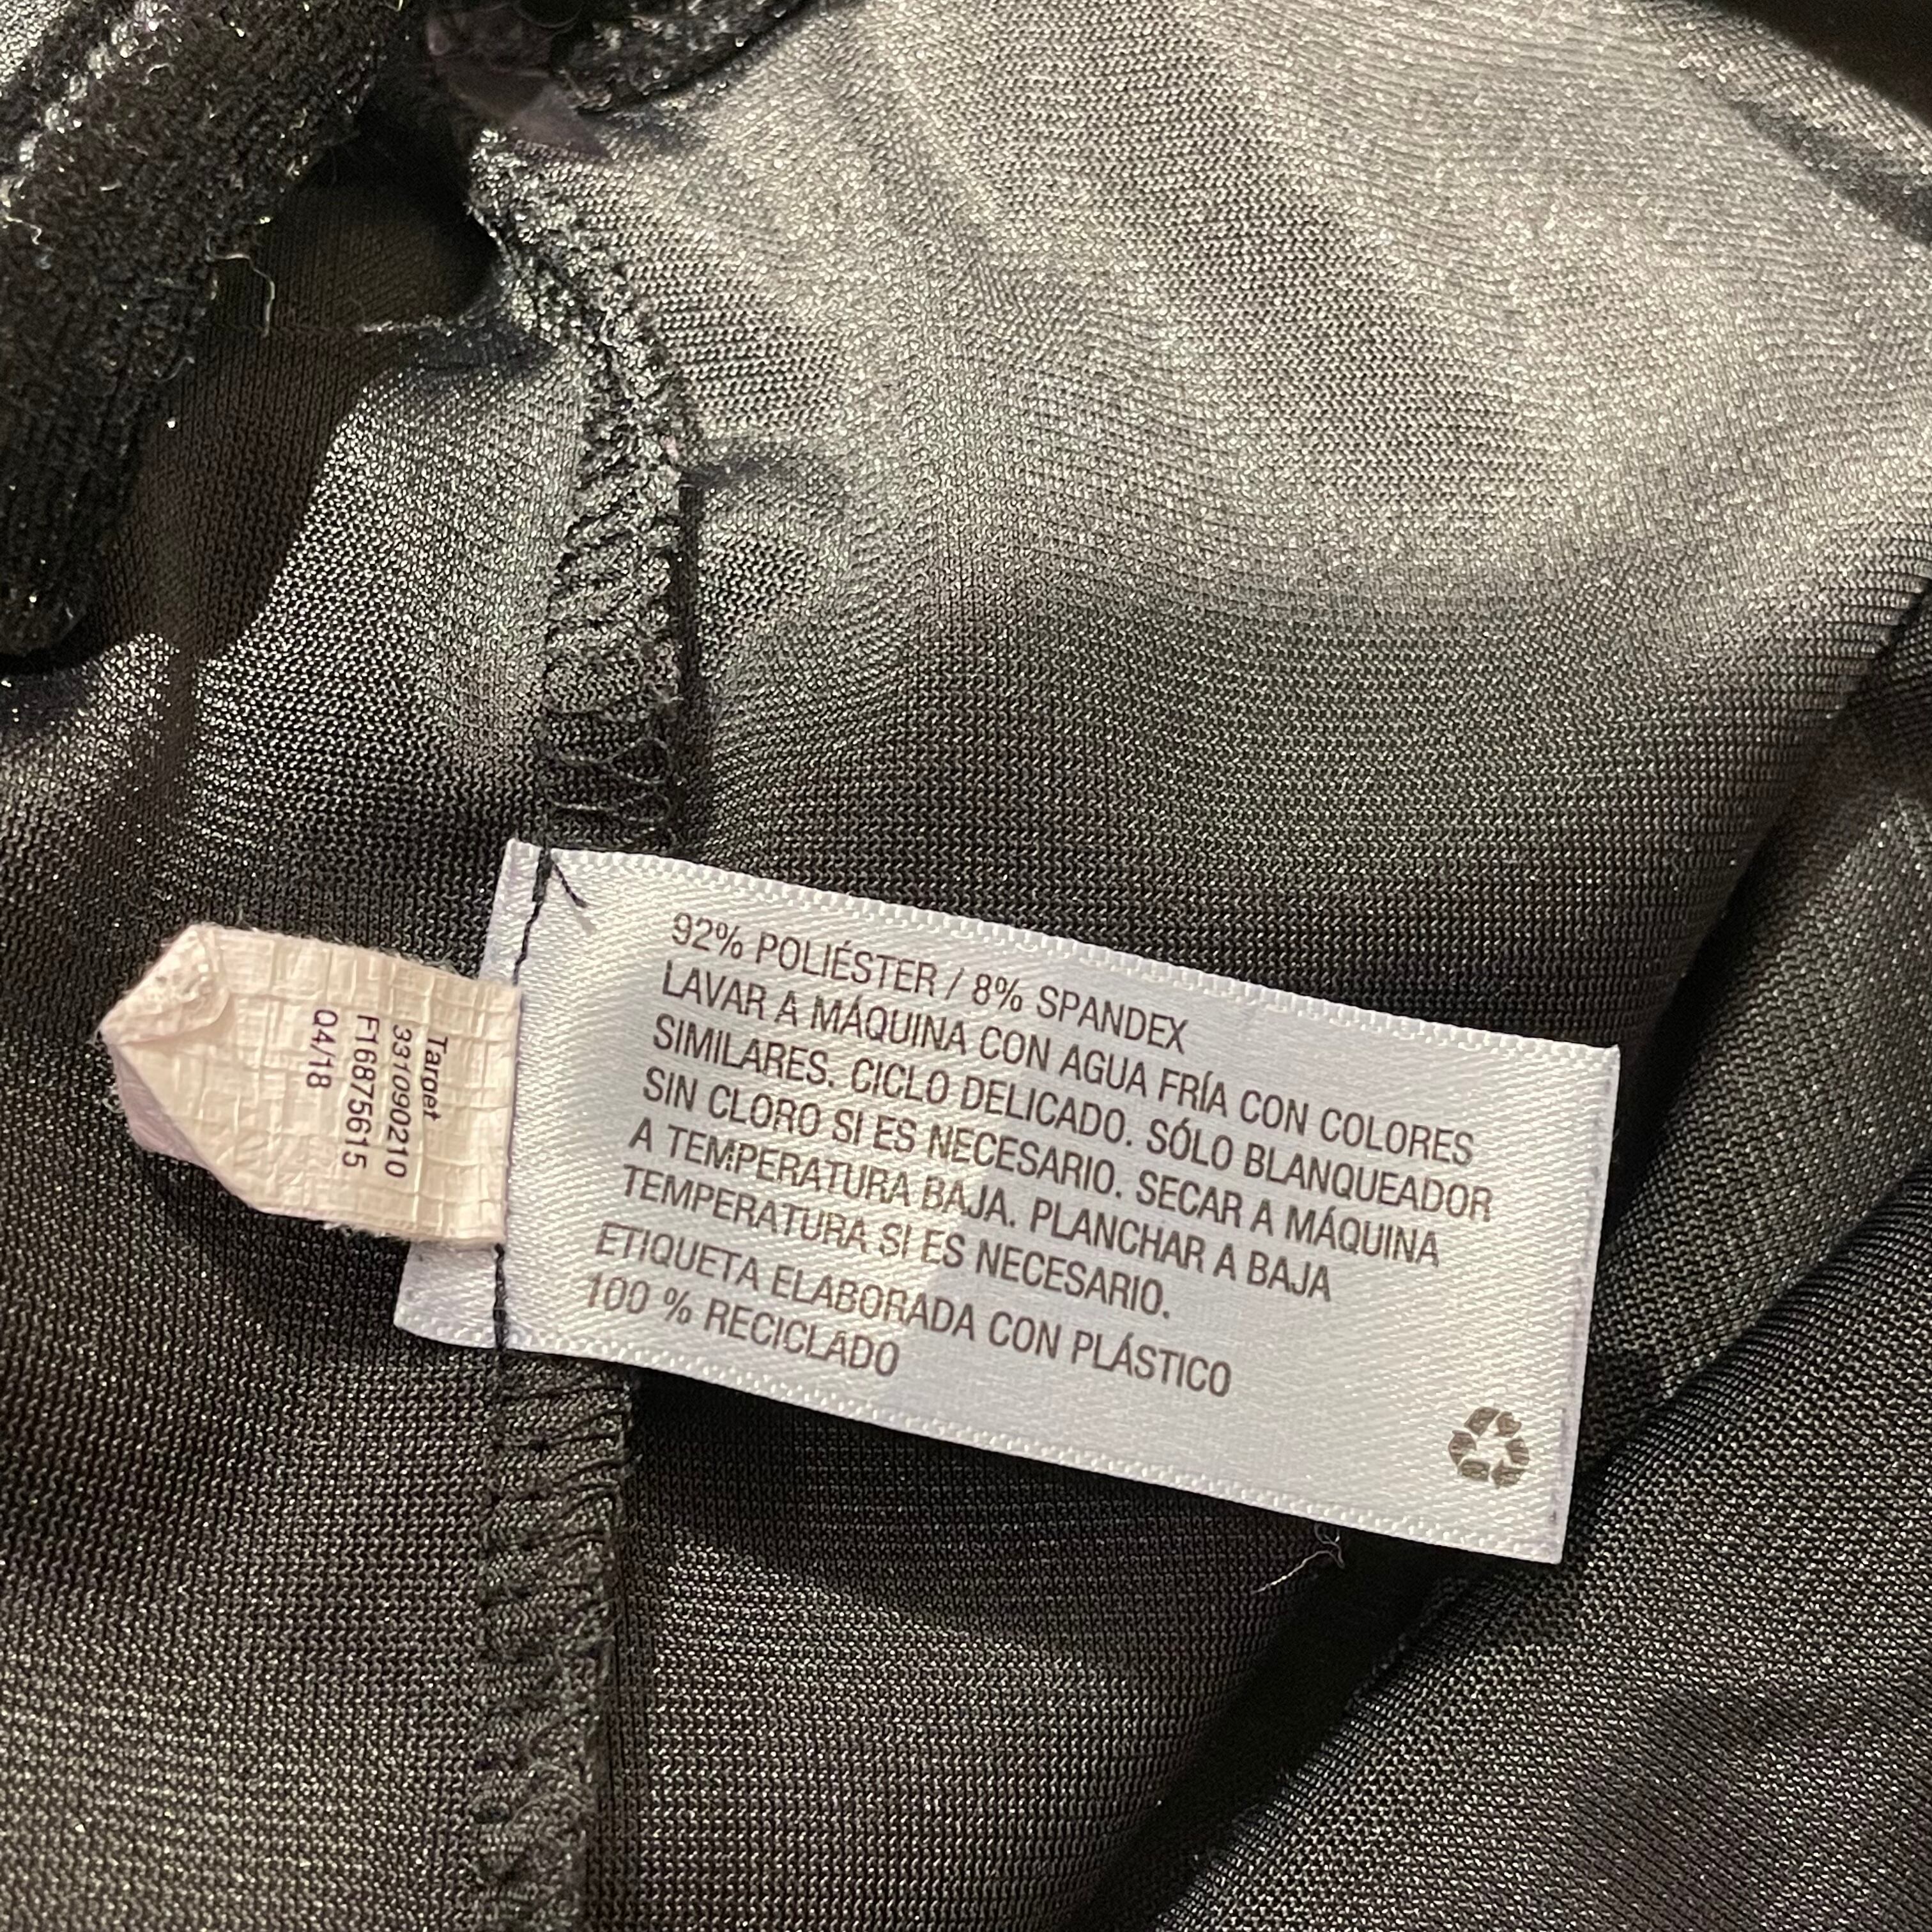 Target
331090210
F16875615
Q4/18
92% POLIÉSTER / 8% SPANDEX
LAVAR A MÁQUINA CON AGUA FRÍA CON COLORES
SIMILARES. CICLO DELICADO. SÓLO BLANQUEADOR
SIN CLORO SI ES NECESARIO. SECAR A MÁQUINA
A TEMPERATURA BAJA. PLANCHAR A BAJA
TEMPERATURA SI ES NECESARIO.
ETIQUETA ELABORADA CON PLÁSTICO
100 % RECICLADO